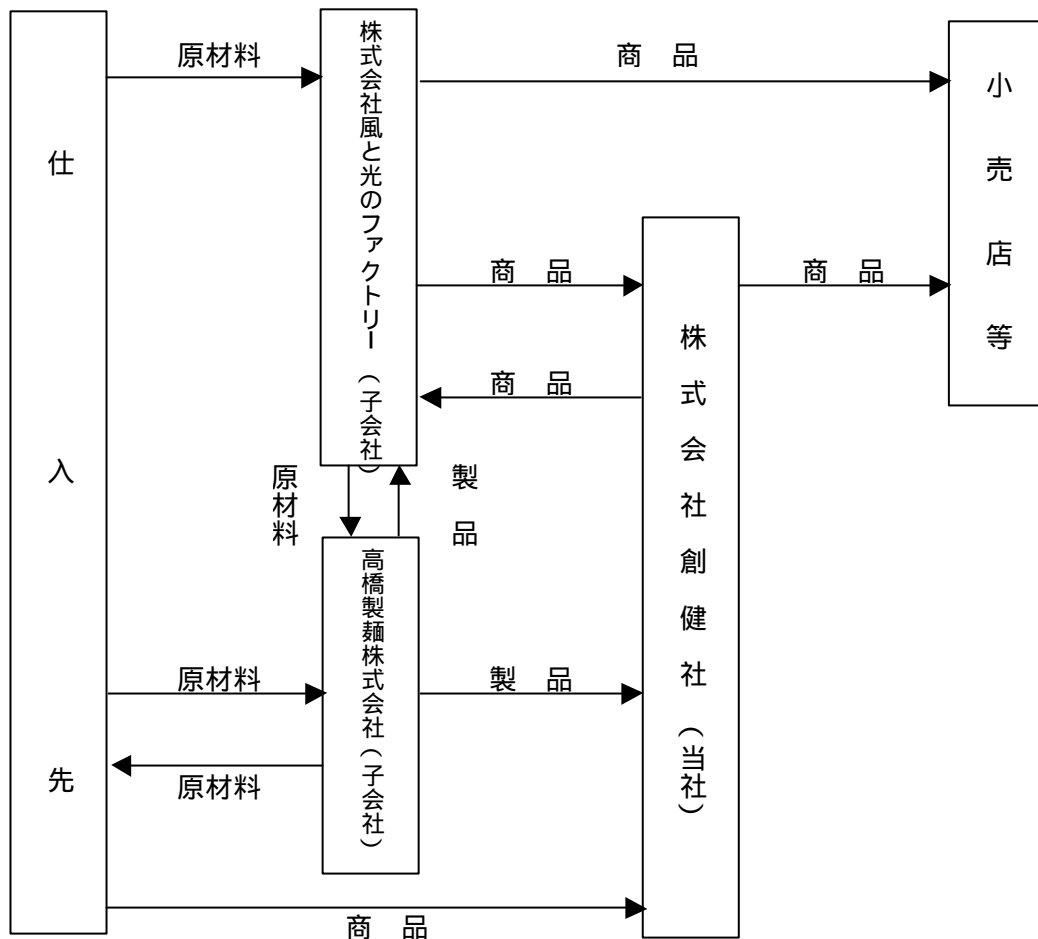 仕入先
原材料
株式会社風と光のファクトリー(子会社)
商品
小売店等
商品
商品
商品
株式会社創健社(当社)
原材料
製品
高橋製麺株式会社(子会社)
原材料
製品
原材料
商品